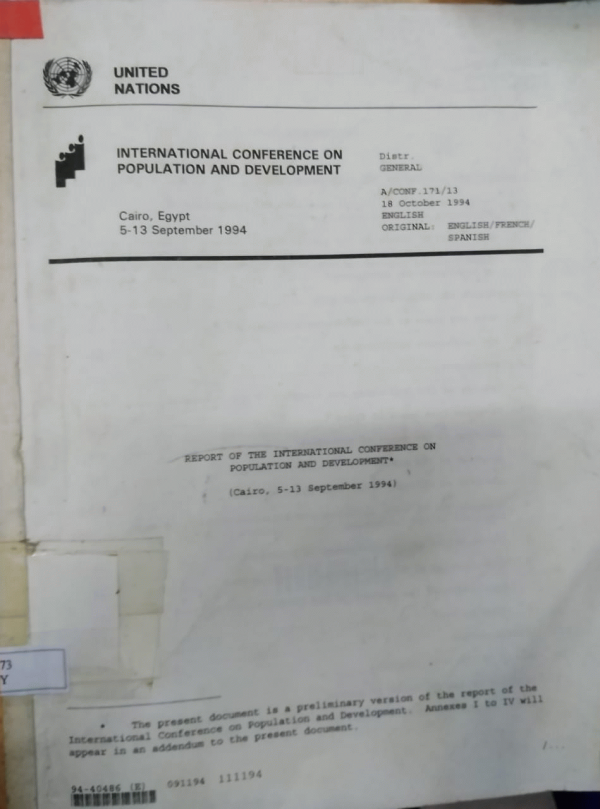 UNITED
NATIONS
INTERNATIONAL CONFERENCE ON
POPULATION AND DEVELOPMENT
Cairo, Egypt
5-13 September 1994
Distr.
GENERAL
A/CONF.171/13
18 October 1994
ENGLISH
ORIGINAL: ENGLISH/FRENCH/
SPANISH
REPORT OF THE INTERNATIONAL CONFERENCE ON
POPULATION AND DEVELOPMENT*
(Cairo, 5-13 September 1994)
73
Y
* The present document is a preliminary version of the report of the
International Conference on Population and Development. Annexes I to IV will
appear in an addendum to the present document.
/...
94-40486 (E) 091194 111194